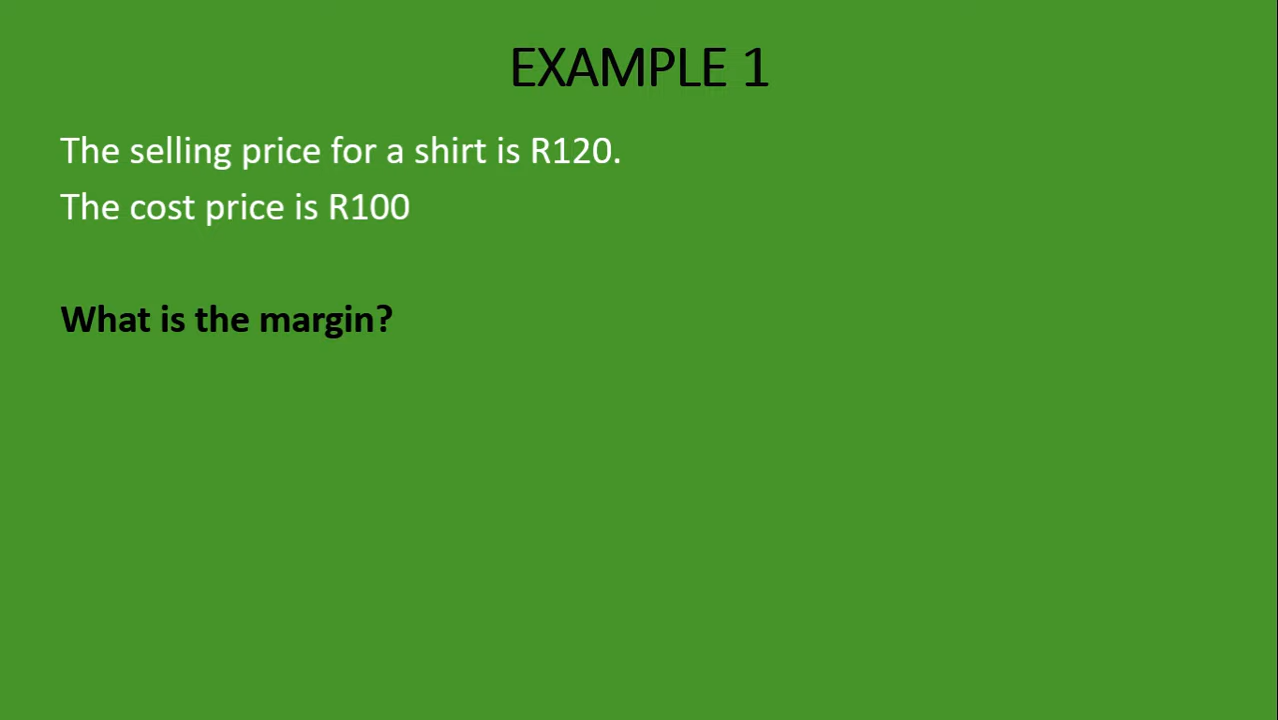 EXAMPLE 1
The selling price for a shirt is R120.
The cost price is R100
What is the margin?